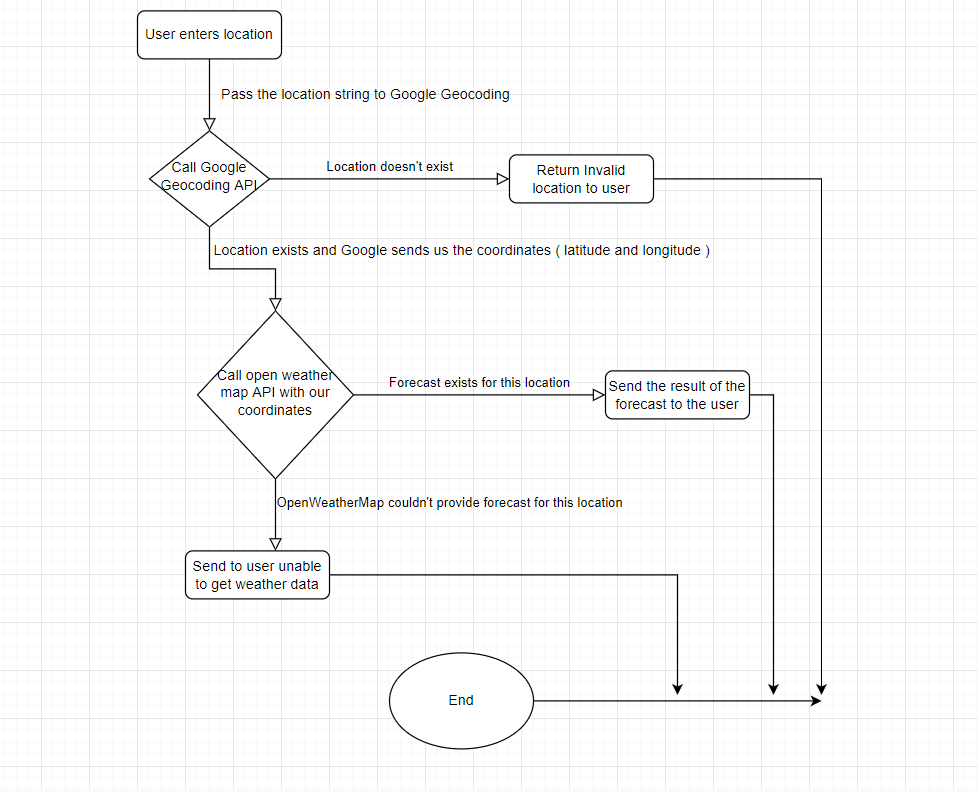 User enters location
Pass the location string to Google Geocoding
Call Google
Geocoding API
Location doesn't exist
Return Invalid
location to user
Location exists and Google sends us the coordinates ( latitude and longitude )
Call open weather
map API with our
coordinates
Forecast exists for this location
Send the result of the
forecast to the user
OpenWeatherMap couldn't provide forecast for this location
Send to user unable
to get weather data
End